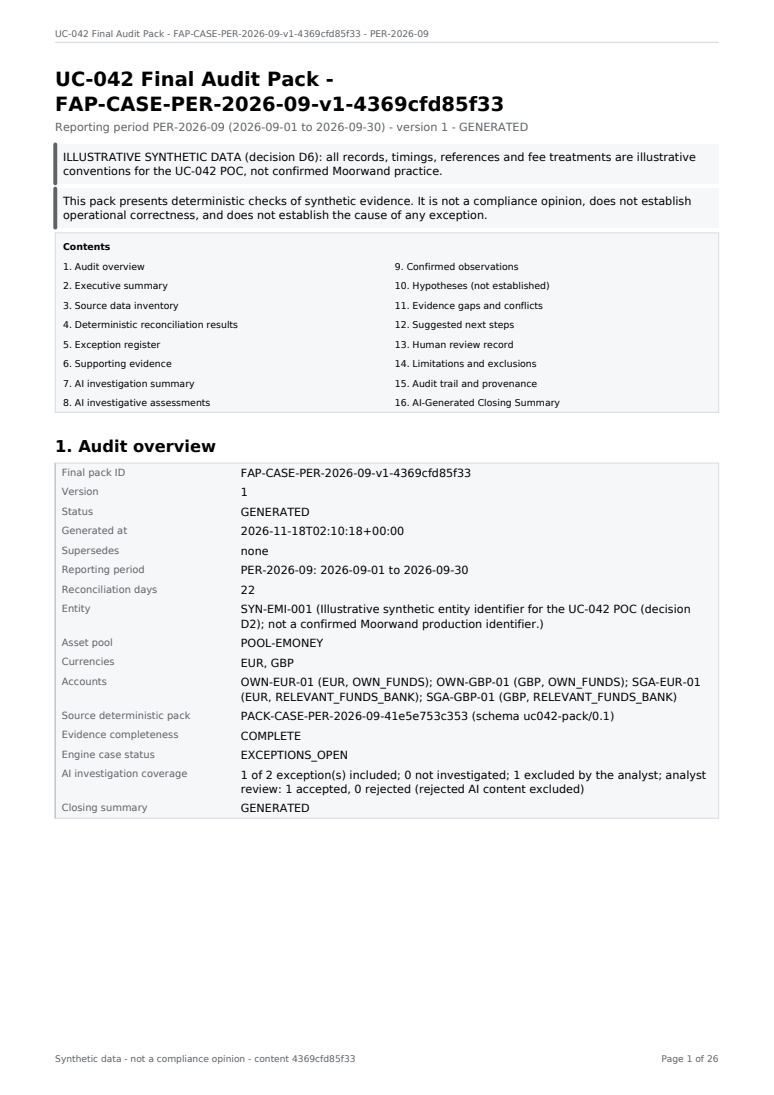 UC-042 Final Audit Pack - FAP-CASE-PER-2026-09-v1-4369cfd85f33 - PER-2026-09
UC-042 Final Audit Pack -
FAP-CASE-PER-2026-09-v1-4369cfd85f33
Reporting period PER-2026-09 (2026-09-01 to 2026-09-30) - version 1 - GENERATED
ILLUSTRATIVE SYNTHETIC DATA (decision D6): all records, timings, references and fee treatments are illustrative
conventions for the UC-042 POC, not confirmed Moorwand practice.
This pack presents deterministic checks of synthetic evidence. It is not a compliance opinion, does not establish
operational correctness, and does not establish the cause of any exception.
Contents
1. Audit overview
2. Executive summary
3. Source data inventory
4. Deterministic reconciliation results
5. Exception register
6. Supporting evidence
7. AI investigation summary
8. AI investigative assessments
9. Confirmed observations
10. Hypotheses (not established)
11. Evidence gaps and conflicts
12. Suggested next steps
13. Human review record
14. Limitations and exclusions
15. Audit trail and provenance
16. AI-Generated Closing Summary
1. Audit overview
Final pack ID FAP-CASE-PER-2026-09-v1-4369cfd85f33
Version 1
Status GENERATED
Generated at 2026-11-18T02:10:18+00:00
Supersedes none
Reporting period PER-2026-09: 2026-09-01 to 2026-09-30
Reconciliation days 22
Entity SYN-EMI-001 (Illustrative synthetic entity identifier for the UC-042 POC (decision
D2); not a confirmed Moorwand production identifier.)
Asset pool POOL-EMONEY
Currencies EUR, GBP
Accounts OWN-EUR-01 (EUR, OWN_FUNDS); OWN-GBP-01 (GBP, OWN_FUNDS); SGA-EUR-01
(EUR, RELEVANT_FUNDS_BANK); SGA-GBP-01 (GBP, RELEVANT_FUNDS_BANK)
Source deterministic pack PACK-CASE-PER-2026-09-41e5e753c353 (schema uc042-pack/0.1)
Evidence completeness COMPLETE
Engine case status EXCEPTIONS_OPEN
AI investigation coverage 1 of 2 exception(s) included; 0 not investigated; 1 excluded by the analyst; analyst
review: 1 accepted, 0 rejected (rejected AI content excluded)
Closing summary GENERATED
Synthetic data - not a compliance opinion - content 4369cfd85f33
Page 1 of 26